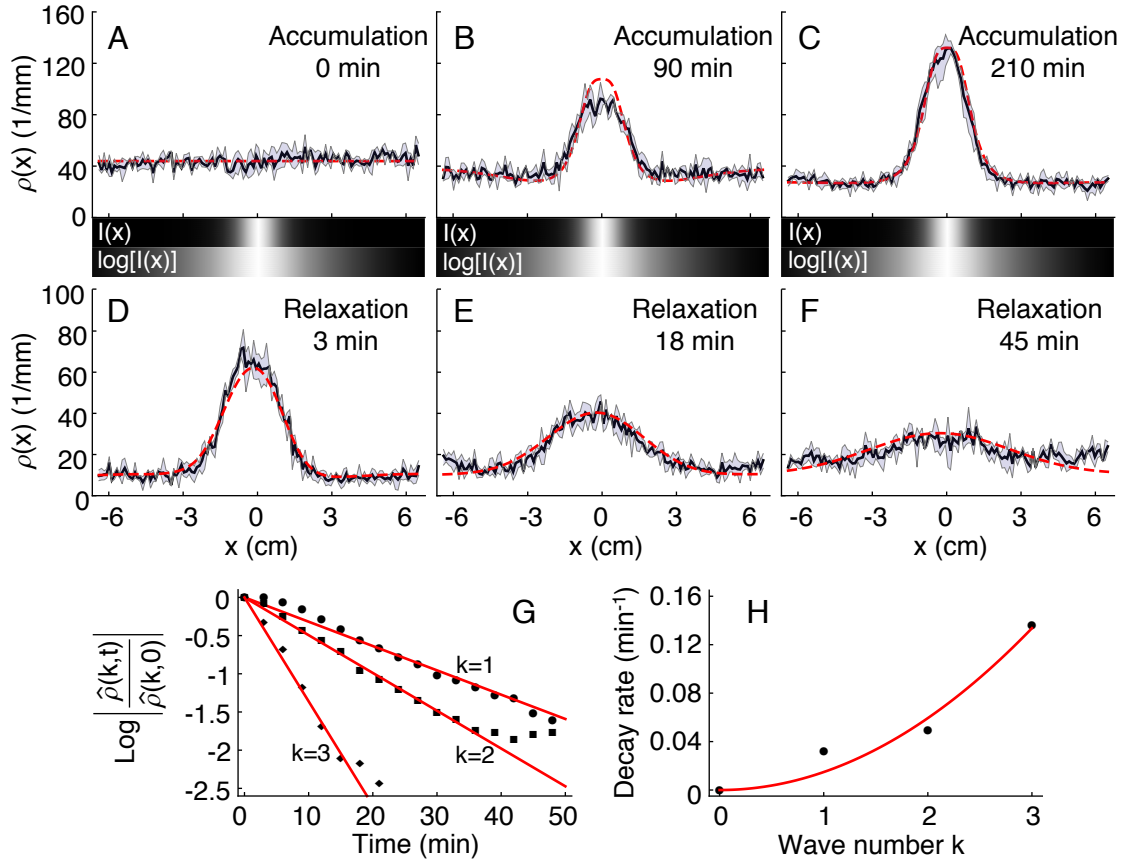 A
Accumulation
0 min
B
Accumulation
90 min
C
Accumulation
210 min
ρ(x) (1/mm)
160
120
80
40
0
I(x)
log[I(x)]
I(x)
log[I(x)]
I(x)
log[I(x)]
D
Relaxation
3 min
E
Relaxation
18 min
F
Relaxation
45 min
ρ(x) (1/mm)
100
80
60
40
20
0
-6 -3 0 3 6
-6 -3 0 3 6
-6 -3 0 3 6
x (cm)
x (cm)
x (cm)
G
Log|ρ̂(k,t)/ρ̂(k,0)|
0
-0.5
-1
-1.5
-2
-2.5
k=1
k=2
k=3
0 10 20 30 40 50
Time (min)
H
Decay rate (min⁻¹)
0.16
0.12
0.08
0.04
0
0 1 2 3
Wave number k